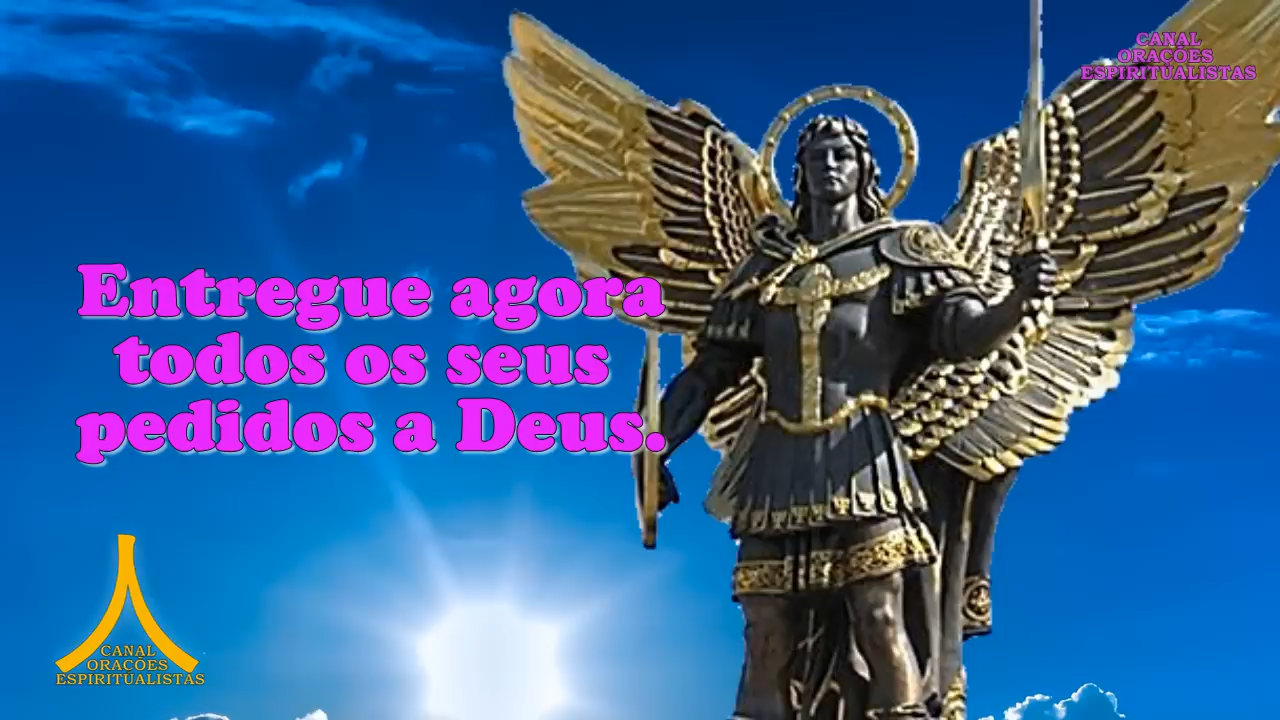 CANAL
ORAÇÕES
ESPIRITUALISTAS
Entregue agora
todos os seus
pedidos a Deus.
CANAL
ORAÇÕES
ESPIRITUALISTAS